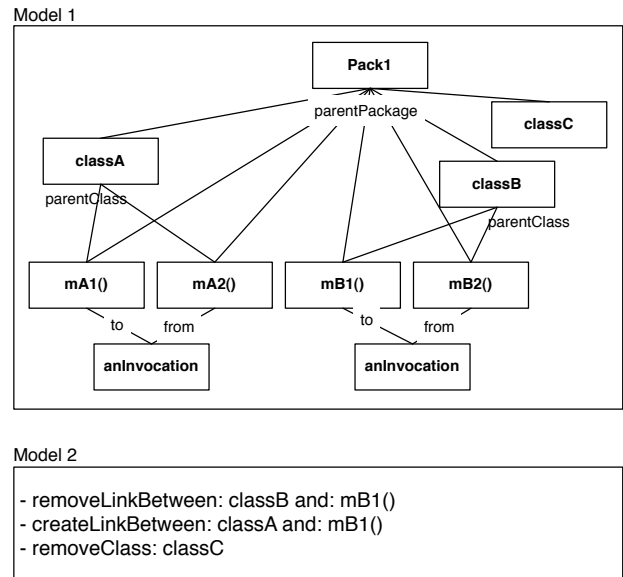 Model 1
Pack1
parentPackage
classC
classA
classB
parentClass
parentClass
mA1()
mA2()
mB1()
mB2()
to
from
to
from
anInvocation
anInvocation
Model 2
- removeLinkBetween: classB and: mB1()
- createLinkBetween: classA and: mB1()
- removeClass: classC